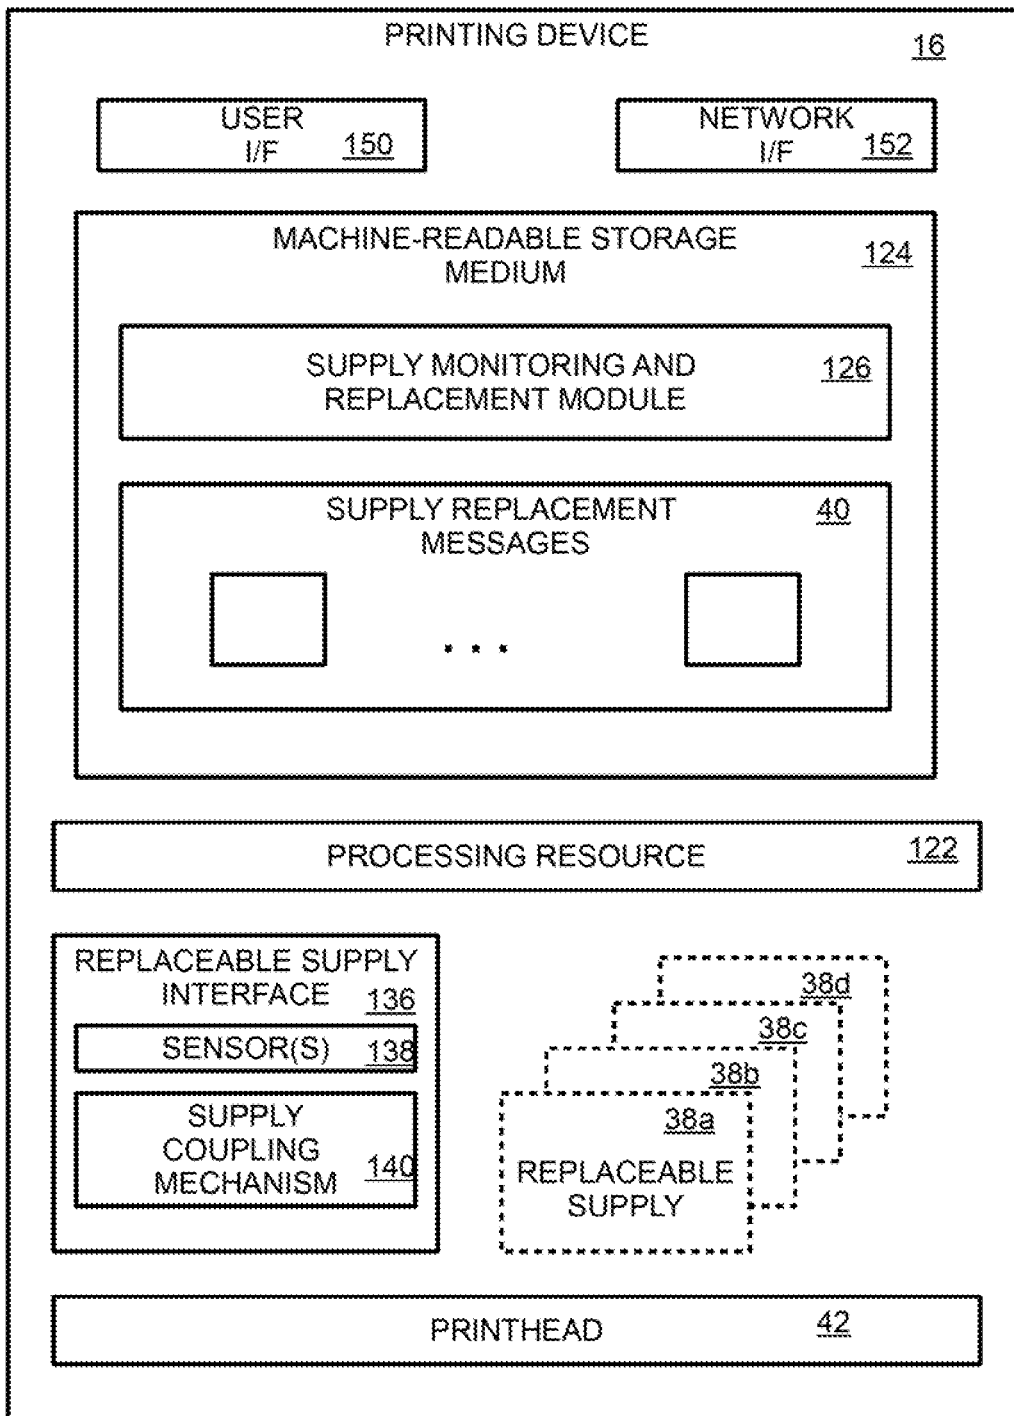 PRINTING DEVICE 16
USER
I/F 150
NETWORK
I/F 152
MACHINE-READABLE STORAGE
MEDIUM 124
SUPPLY MONITORING AND
REPLACEMENT MODULE 126
SUPPLY REPLACEMENT 40
MESSAGES
. . .
PROCESSING RESOURCE 122
REPLACEABLE SUPPLY
INTERFACE 136
SENSOR(S) 138
SUPPLY
COUPLING
MECHANISM 140
38d
38c
38b
38a
REPLACEABLE
SUPPLY
PRINTHEAD 42